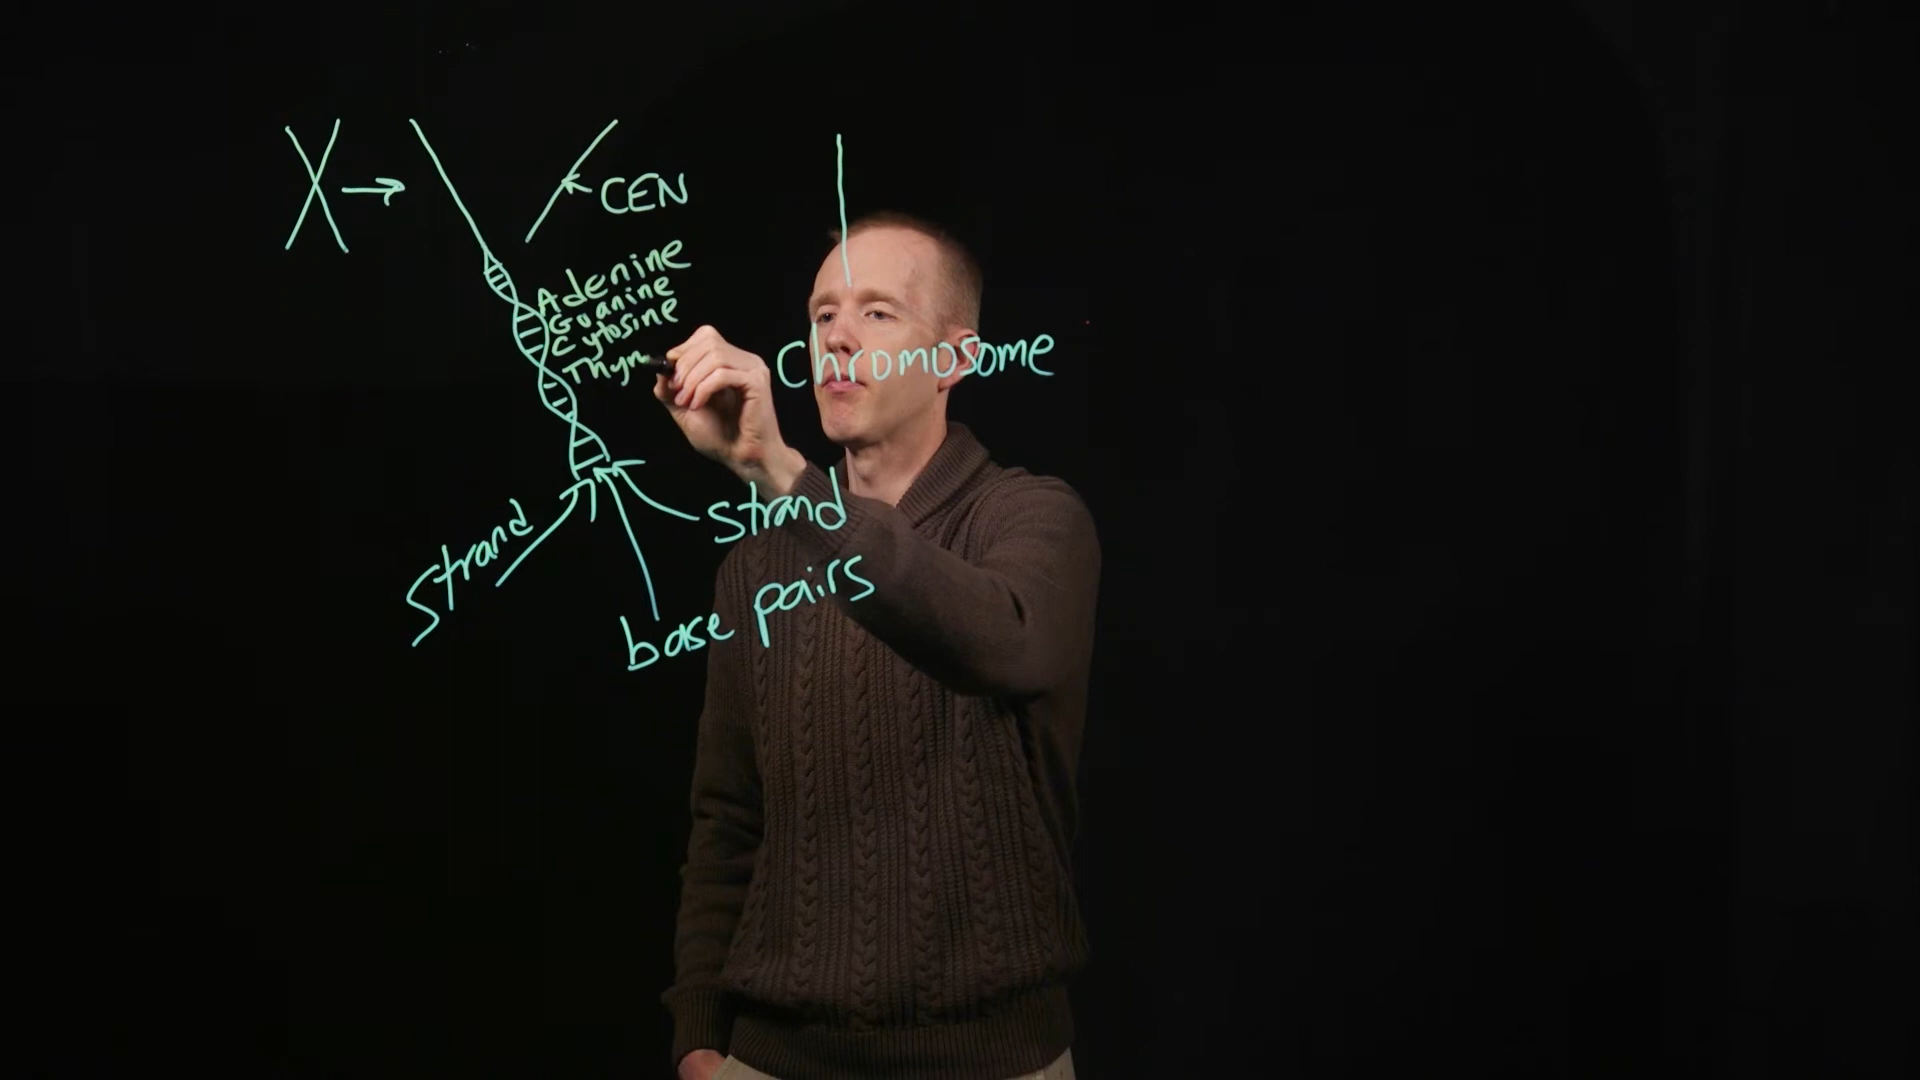 X
CEN
Adenine
Guanine
Cytosine
Thym
Chromosome
Strand
Strand
base pairs